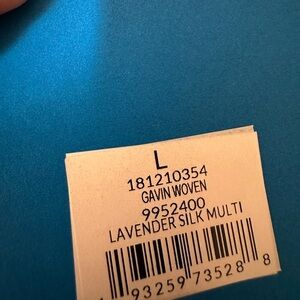 L
181210354
GAVIN WOVEN
9952400
LAVENDER SILK MULTI
93259 73528 8